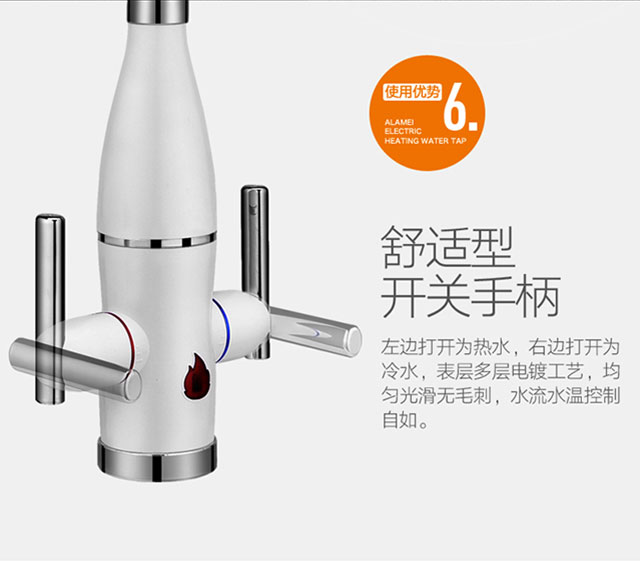 使用优势
6.
ALAMEI
ELECTRIC
HEATING WATER TAP
舒适型
开关手柄
左边打开为热水，右边打开为
冷水，表层多层电镀工艺，均
匀光滑无毛刺，水流水温控制
自如。